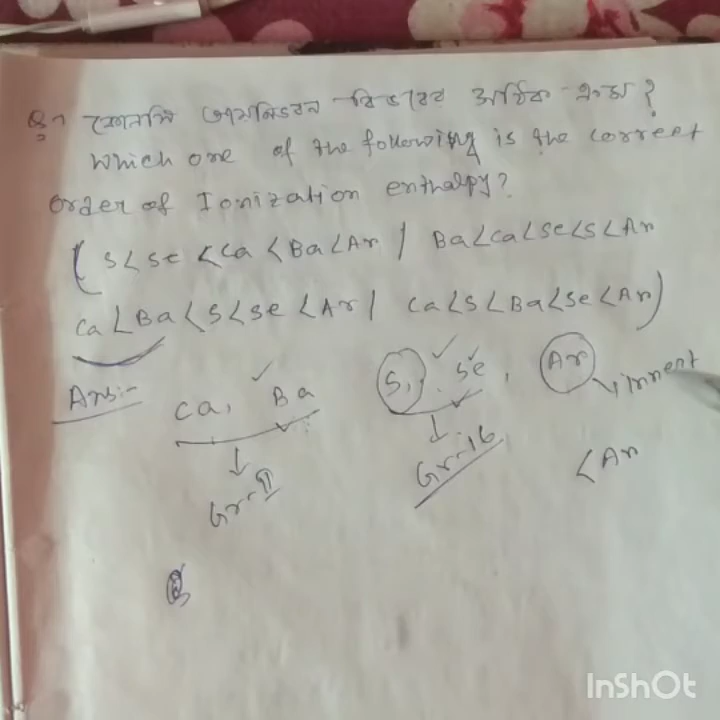 Q? কোনটি আয়নিভবন বিভবের সঠিক ক্রম?
Which one of the following is the correct
order of Ionization enthalpy?
(S<Se<Ca<Ba<Ar / Ba<Ca<Se<S<Ar
Ca<Ba<S<Se<Ar / Ca<S<Ba<Se<Ar)
Ans:- Ca, Ba S, Se, Ar inert
Gr-II Gr-16 <Ar
InShOt